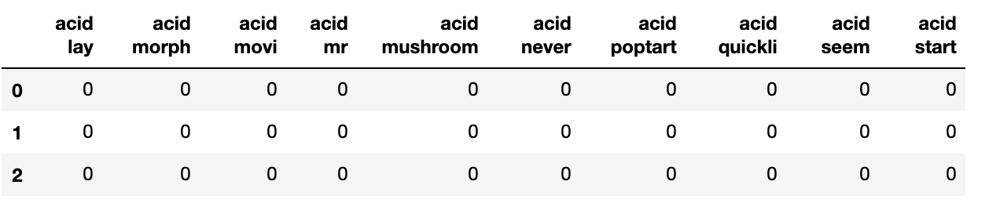 acid acid acid acid acid acid acid acid acid acid
lay morph movi mr mushroom never poptart quickli seem start
0 0 0 0 0 0 0 0 0 0 0
1 0 0 0 0 0 0 0 0 0 0
2 0 0 0 0 0 0 0 0 0 0